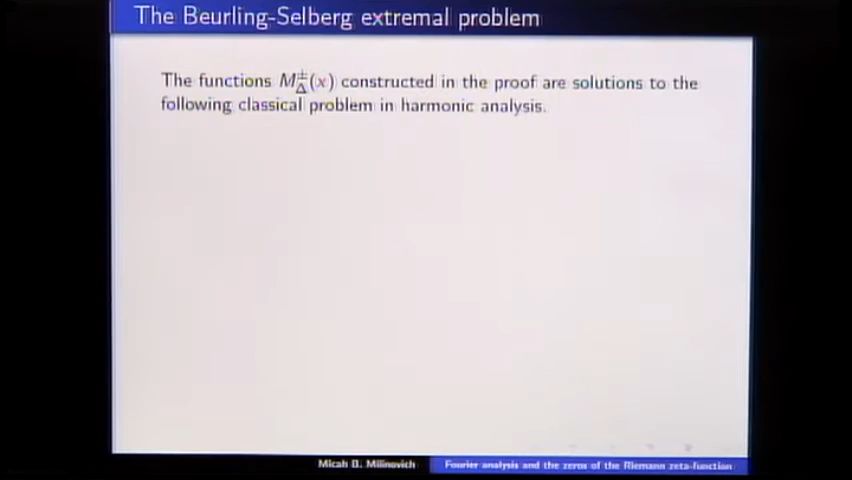 The Beurling-Selberg extremal problem
The functions M_Δ^±(x) constructed in the proof are solutions to the
following classical problem in harmonic analysis.
Micah B. Milinovich
Fourier analysis and the zeros of the Riemann zeta-function